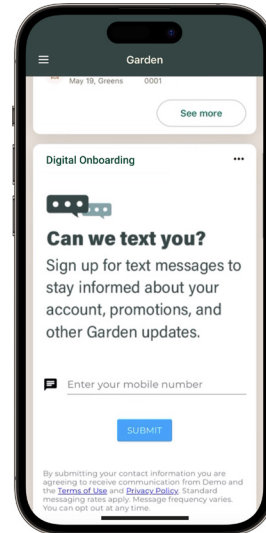 Garden
May 19, Greens 0001
See more
Digital Onboarding
Can we text you?
Sign up for text messages to
stay informed about your
account, promotions, and
other Garden updates.
Enter your mobile number
SUBMIT
By submitting your contact information you are
agreeing to receive communication from Demo and
the Terms of Use and Privacy Policy. Standard
messaging rates apply. Message frequency varies.
You can opt out at any time.